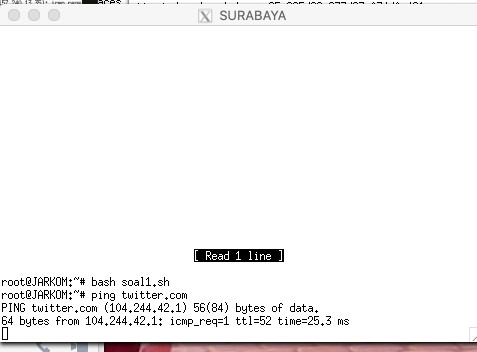 SURABAYA
[ Read 1 line ]
root@JARKOM:~# bash soal1.sh
root@JARKOM:~# ping twitter.com
PING twitter.com (104.244.42.1) 56(84) bytes of data.
64 bytes from 104.244.42.1: icmp_req=1 ttl=52 time=25.3 ms